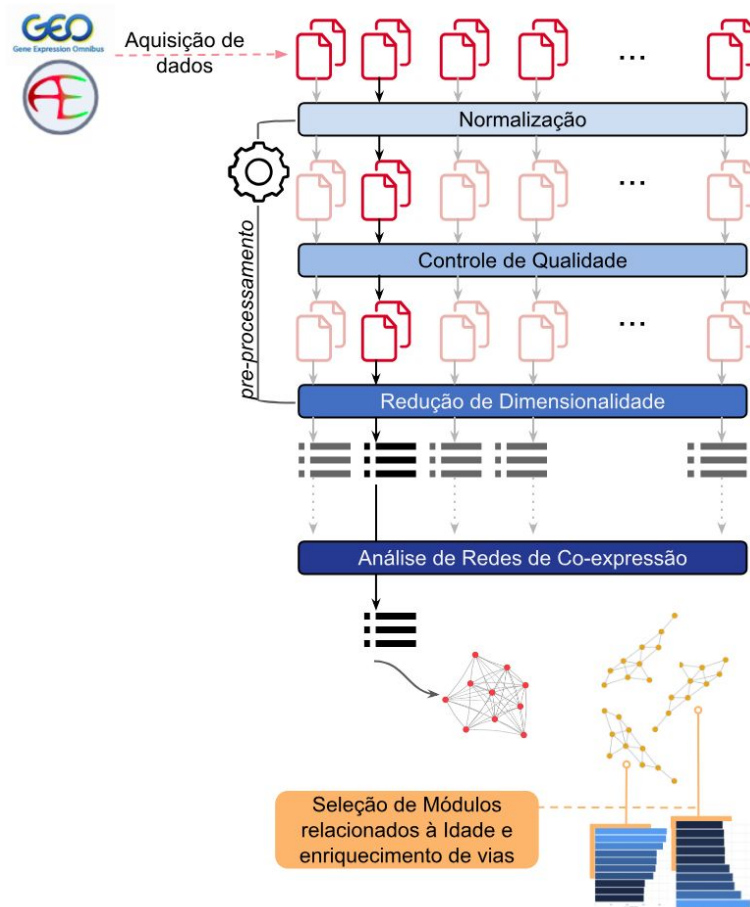 GEO
Gene Expression Omnibus
Aquisição de
dados
...
AE
Normalização
...
pre-processamento
Controle de Qualidade
...
Redução de Dimensionalidade
Análise de Redes de Co-expressão
Seleção de Módulos
relacionados à Idade e
enriquecimento de vias